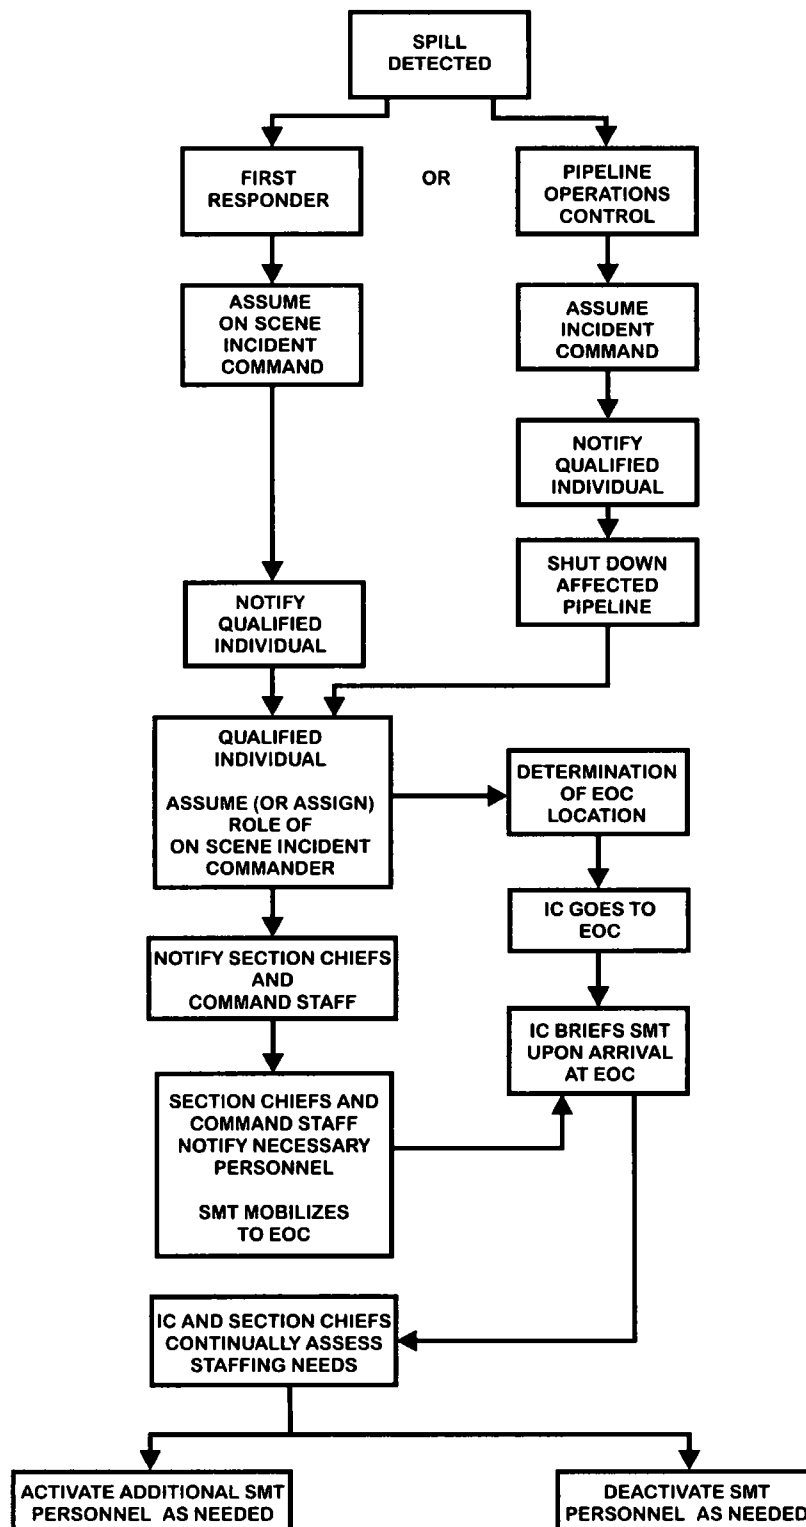 SPILL
DETECTED
FIRST
RESPONDER
OR
PIPELINE
OPERATIONS
CONTROL
ASSUME
ON SCENE
INCIDENT
COMMAND
ASSUME
INCIDENT
COMMAND
NOTIFY
QUALIFIED
INDIVIDUAL
SHUT DOWN
AFFECTED
PIPELINE
NOTIFY
QUALIFIED
INDIVIDUAL
QUALIFIED
INDIVIDUAL
ASSUME (OR ASSIGN)
ROLE OF
ON SCENE INCIDENT
COMMANDER
DETERMINATION
OF EOC
LOCATION
IC GOES TO
EOC
NOTIFY SECTION CHIEFS
AND
COMMAND STAFF
IC BRIEFS SMT
UPON ARRIVAL
AT EOC
SECTION CHIEFS AND
COMMAND STAFF
NOTIFY NECESSARY
PERSONNEL
SMT MOBILIZES
TO EOC
IC AND SECTION CHIEFS
CONTINUALLY ASSESS
STAFFING NEEDS
ACTIVATE ADDITIONAL SMT
PERSONNEL AS NEEDED
DEACTIVATE SMT
PERSONNEL AS NEEDED